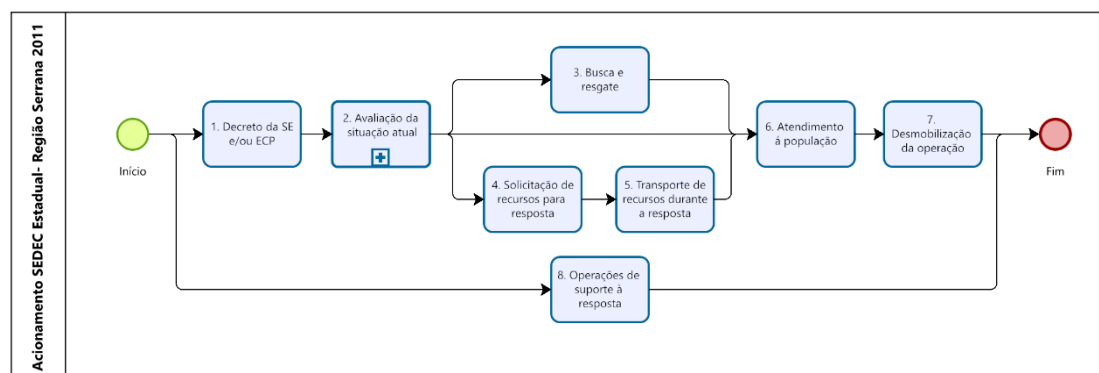 Acionamento SEDEC Estadual- Região Serrana 2011
Início
1. Decreto da SE
e/ou ECP
2. Avaliação da
situação atual
3. Busca e
resgate
4. Solicitação de
recursos para
resposta
5. Transporte de
recursos durante
a resposta
6. Atendimento
á população
7.
Desmobilização
da operação
8. Operações de
suporte à
resposta
Fim